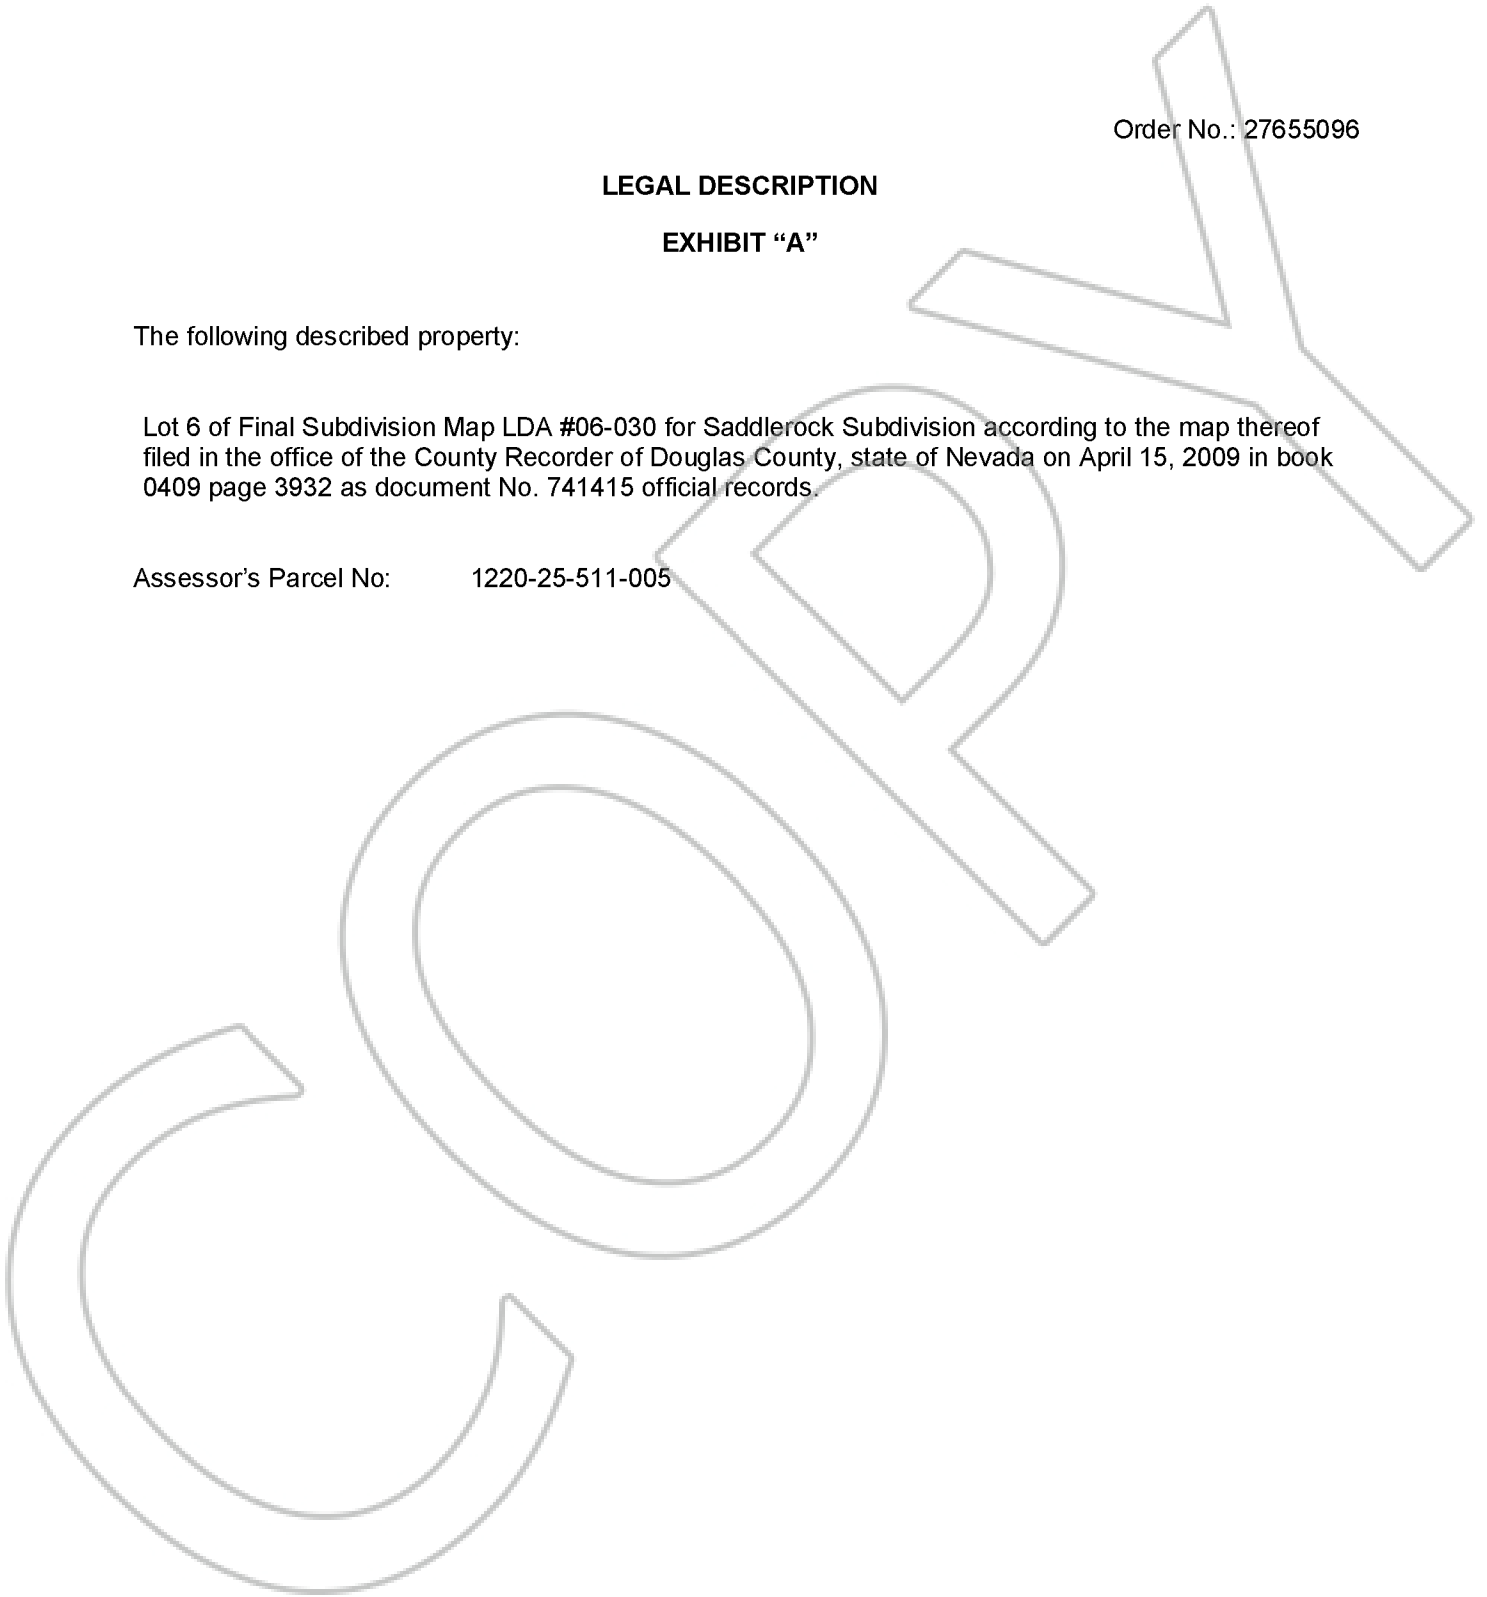 Order No.: 27655096
LEGAL DESCRIPTION
EXHIBIT “A”
The following described property:
Lot 6 of Final Subdivision Map LDA #06-030 for Saddlerock Subdivision according to the map thereof
filed in the office of the County Recorder of Douglas County, state of Nevada on April 15, 2009 in book
0409 page 3932 as document No. 741415 official records.
Assessor’s Parcel No: 1220-25-511-005
COPY